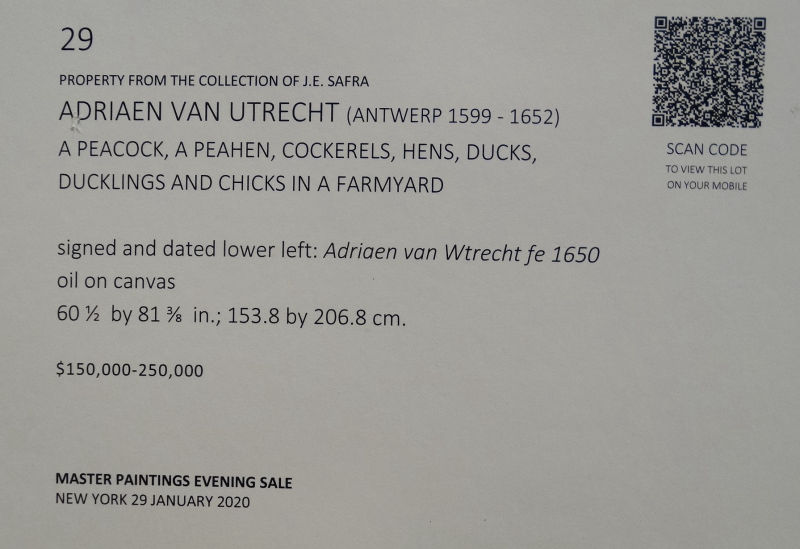 29
PROPERTY FROM THE COLLECTION OF J.E. SAFRA
ADRIAEN VAN UTRECHT (ANTWERP 1599 - 1652)
A PEACOCK, A PEAHEN, COCKERELS, HENS, DUCKS,
DUCKLINGS AND CHICKS IN A FARMYARD
signed and dated lower left: Adriaen van Wtrecht fe 1650
oil on canvas
60 ½ by 81 ⅜ in.; 153.8 by 206.8 cm.
$150,000-250,000
MASTER PAINTINGS EVENING SALE
NEW YORK 29 JANUARY 2020
SCAN CODE
TO VIEW THIS LOT
ON YOUR MOBILE